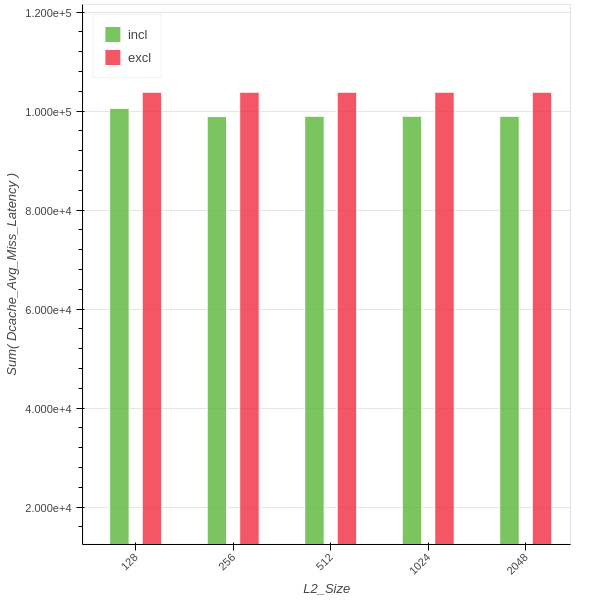 1.200e+5
1.000e+5
8.000e+4
6.000e+4
4.000e+4
2.000e+4
Sum( Dcache_Avg_Miss_Latency )
incl
excl
128
256
512
1024
2048
L2_Size